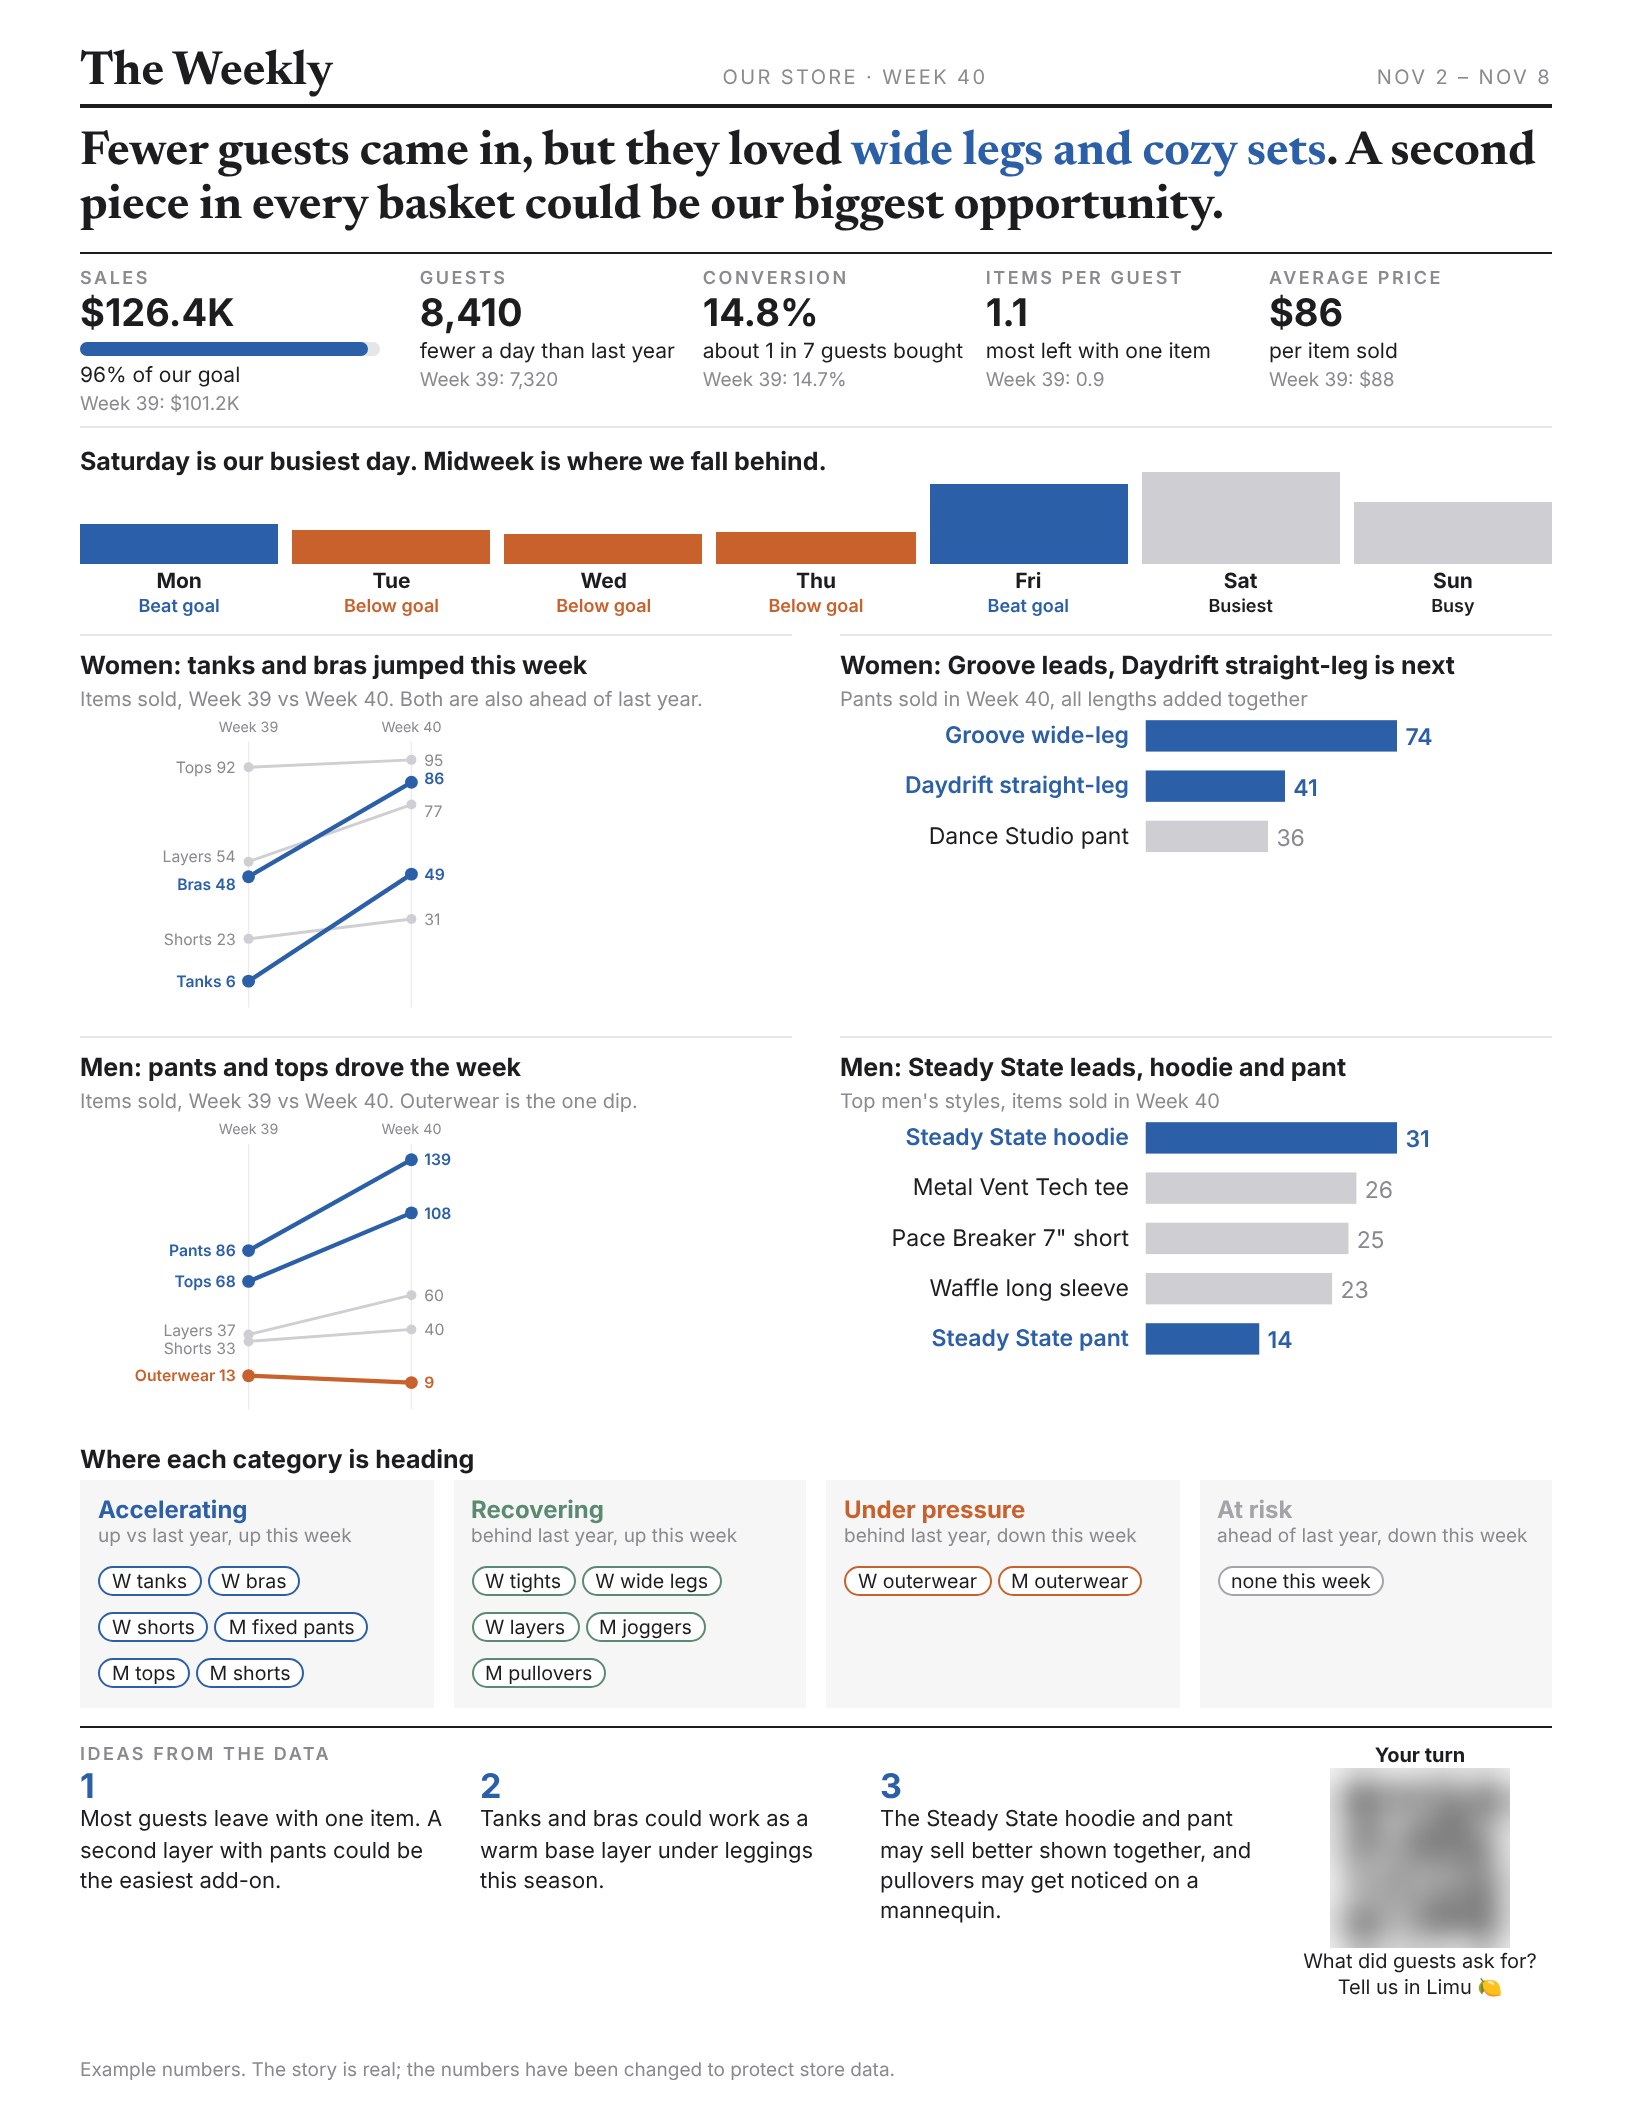 The Weekly
OUR STORE · WEEK 40
NOV 2 – NOV 8
Fewer guests came in, but they loved wide legs and cozy sets. A second
piece in every basket could be our biggest opportunity.
SALES
$126.4K
96% of our goal
Week 39: $101.2K
GUESTS
8,410
fewer a day than last year
Week 39: 7,320
CONVERSION
14.8%
about 1 in 7 guests bought
Week 39: 14.7%
ITEMS PER GUEST
1.1
most left with one item
Week 39: 0.9
AVERAGE PRICE
$86
per item sold
Week 39: $88
Saturday is our busiest day. Midweek is where we fall behind.
Mon
Beat goal
Tue
Below goal
Wed
Below goal
Thu
Below goal
Fri
Beat goal
Sat
Busiest
Sun
Busy
Women: tanks and bras jumped this week
Items sold, Week 39 vs Week 40. Both are also ahead of last year.
Week 39
Week 40
Tops 92
95
86
77
Layers 54
Bras 48
49
31
Shorts 23
Tanks 6
Women: Groove leads, Daydrift straight-leg is next
Pants sold in Week 40, all lengths added together
Groove wide-leg 74
Daydrift straight-leg 41
Dance Studio pant 36
Men: pants and tops drove the week
Items sold, Week 39 vs Week 40. Outerwear is the one dip.
Week 39
Week 40
139
108
Pants 86
Tops 68
60
Layers 37
40
Shorts 33
Outerwear 13
9
Men: Steady State leads, hoodie and pant
Top men's styles, items sold in Week 40
Steady State hoodie 31
Metal Vent Tech tee 26
Pace Breaker 7" short 25
Waffle long sleeve 23
Steady State pant 14
Where each category is heading
Accelerating
up vs last year, up this week
W tanks
W bras
W shorts
M fixed pants
M tops
M shorts
Recovering
behind last year, up this week
W tights
W wide legs
W layers
M joggers
M pullovers
Under pressure
behind last year, down this week
W outerwear
M outerwear
At risk
ahead of last year, down this week
none this week
IDEAS FROM THE DATA
1
Most guests leave with one item. A
second layer with pants could be
the easiest add-on.
2
Tanks and bras could work as a
warm base layer under leggings
this season.
3
The Steady State hoodie and pant
may sell better shown together, and
pullovers may get noticed on a
mannequin.
Your turn
What did guests ask for?
Tell us in Limu 🍋
Example numbers. The story is real; the numbers have been changed to protect store data.